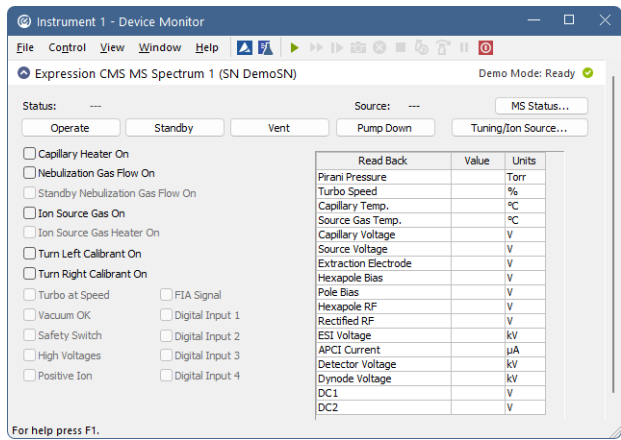 Instrument 1 - Device Monitor
File Control View Window Help
Expression CMS MS Spectrum 1 (SN DemoSN) Demo Mode: Ready
Status: --- Source: --- MS Status...
Operate Standby Vent Pump Down Tuning/Ion Source...
Capillary Heater On
Nebulization Gas Flow On
Standby Nebulization Gas Flow On
Ion Source Gas On
Ion Source Gas Heater On
Turn Left Calibrant On
Turn Right Calibrant On
Turbo at Speed FIA Signal
Vacuum OK Digital Input 1
Safety Switch Digital Input 2
High Voltages Digital Input 3
Positive Ion Digital Input 4
Read Back Value Units
Pirani Pressure Torr
Turbo Speed %
Capillary Temp. ºC
Source Gas Temp. ºC
Capillary Voltage V
Source Voltage V
Extraction Electrode V
Hexapole Bias V
Pole Bias V
Hexapole RF V
Rectified RF V
ESI Voltage kV
APCI Current µA
Detector Voltage kV
Dynode Voltage kV
DC1 V
DC2 V
For help press F1.